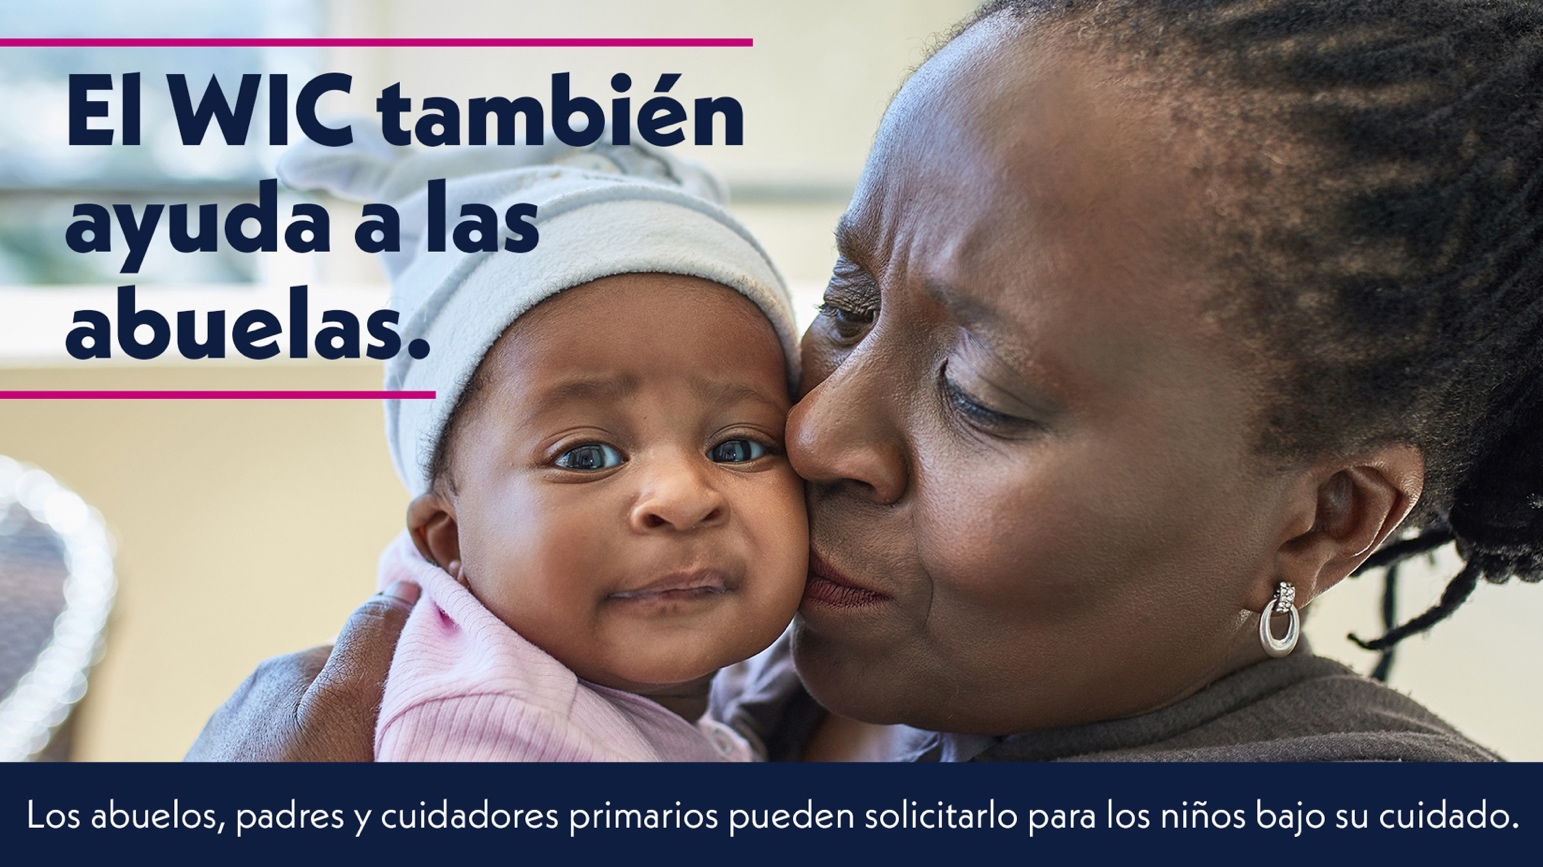 El WIC también
ayuda a las
abuelas.
Los abuelos, padres y cuidadores primarios pueden solicitarlo para los niños bajo su cuidado.